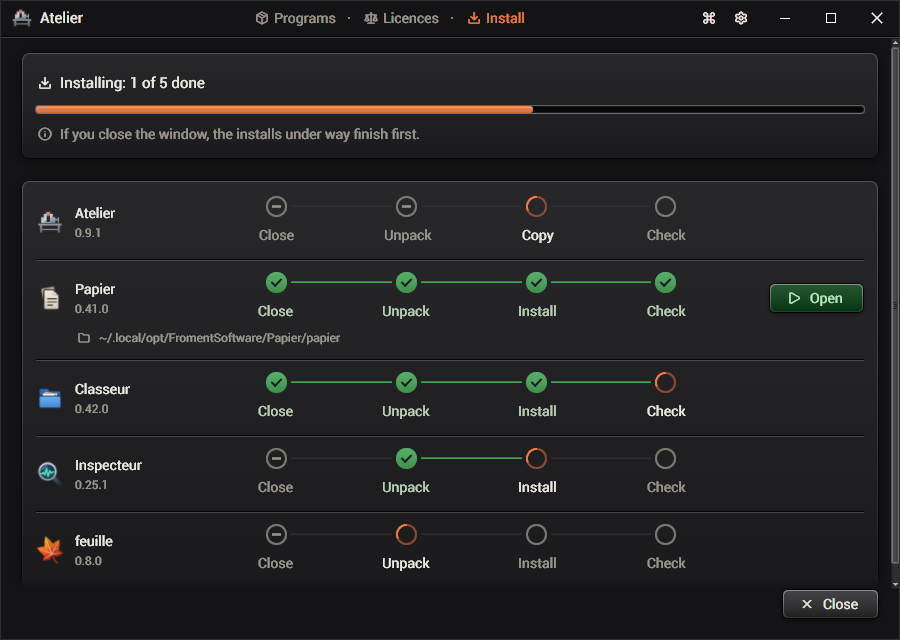 Atelier
Programs · Licences · Install
Installing: 1 of 5 done
If you close the window, the installs under way finish first.
Atelier
0.9.1
Close Unpack Copy Check
Papier
0.41.0
Close Unpack Install Check
Open
~/.local/opt/FromentSoftware/Papier/papier
Classeur
0.42.0
Close Unpack Install Check
Inspecteur
0.25.1
Close Unpack Install Check
feuille
0.8.0
Close Unpack Install Check
Close